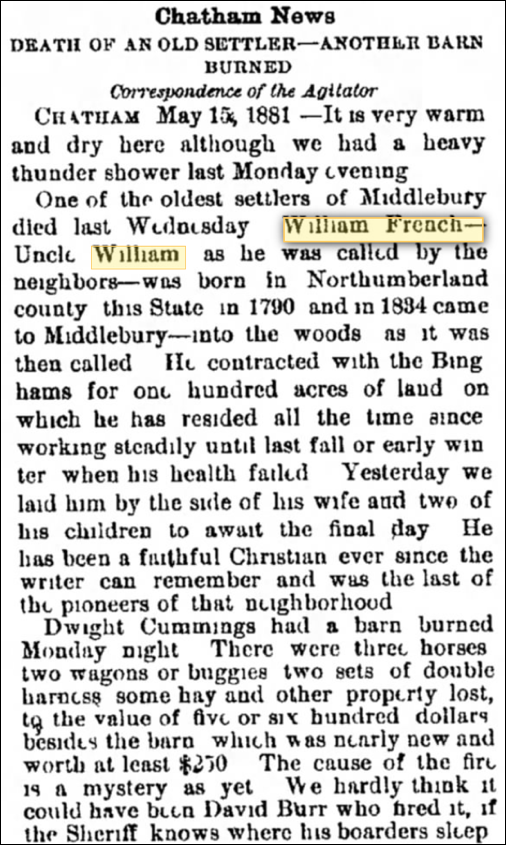 Chatham News
DEATH OF AN OLD SETTLER—ANOTHER BARN
BURNED
Correspondence of the Agitator
CHATHAM May 15, 1881 —It is very warm
and dry here although we had a heavy
thunder shower last Monday evening
One of the oldest settlers of Middlebury
died last Wednesday William French—
Uncle William as he was called by the
neighbors—was born in Northumberland
county this State in 1790 and in 1834 came
to Middlebury—into the woods as it was
then called He contracted with the Bing
hams for one hundred acres of land on
which he has resided all the time since
working steadily until last fall or early win
ter when his health failed Yesterday we
laid him by the side of his wife and two of
his children to await the final day He
has been a faithful Christian ever since the
writer can remember and was the last of
the pioneers of that neighborhood
Dwight Cummings had a barn burned
Monday night There were three horses
two wagons or buggies two sets of double
harness some hay and other property lost,
to the value of five or six hundred dollars
besides the barn which was nearly new and
worth at least $250 The cause of the fire
is a mystery as yet We hardly think it
could have been David Burr who fired it, if
the Sheriff knows where his boarders sleep